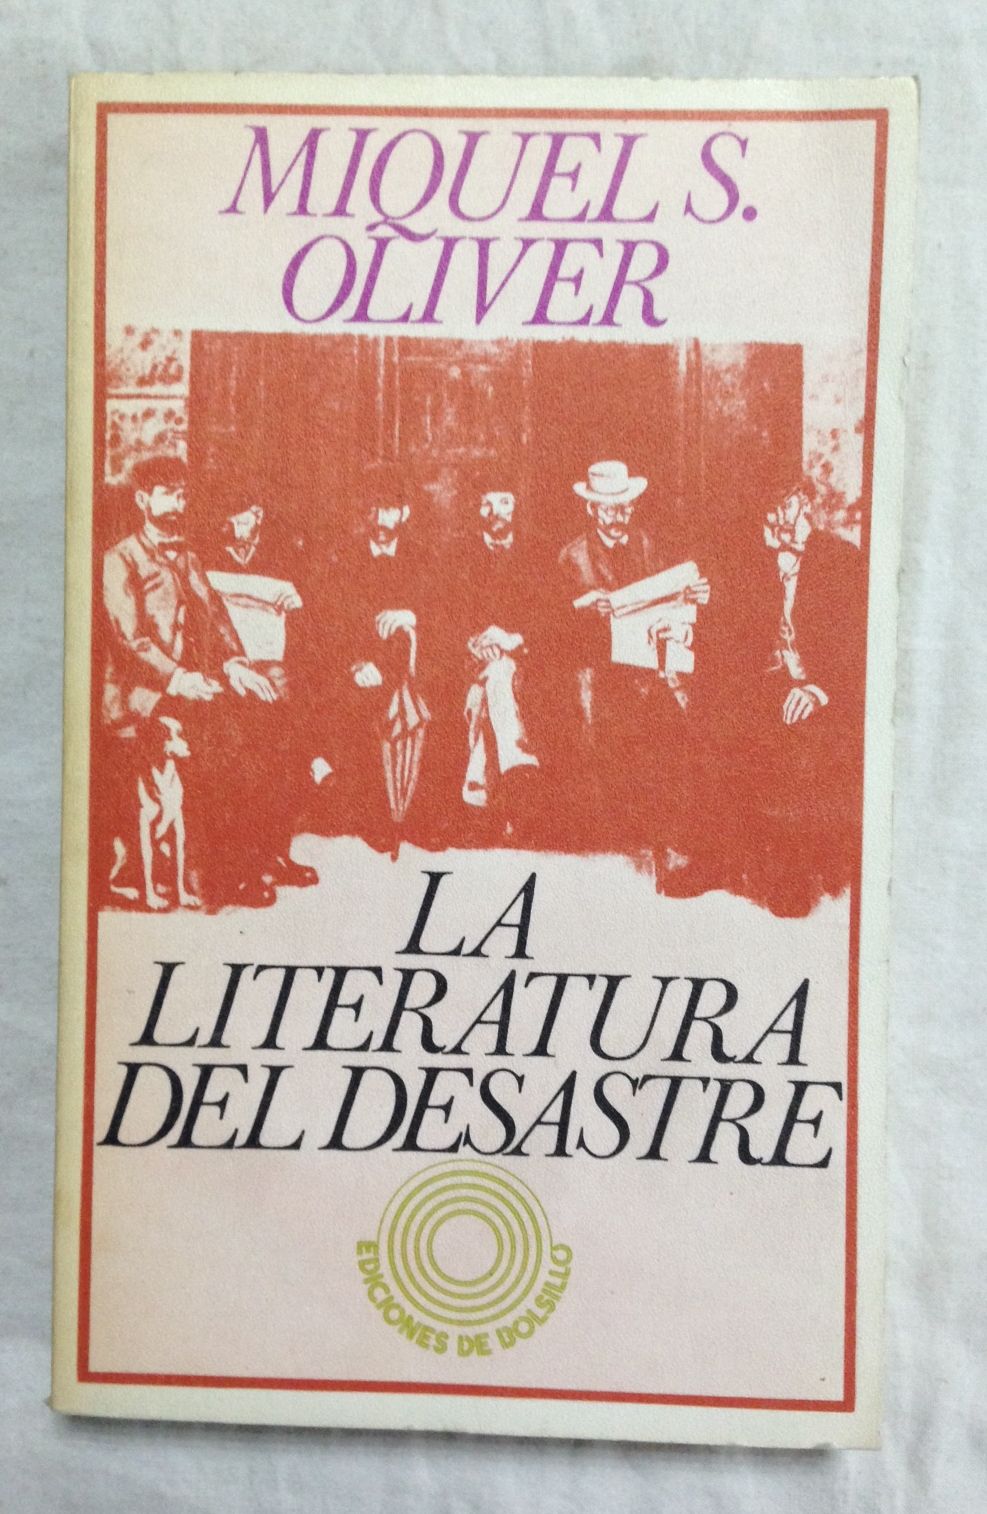 MIQUEL S.
OLIVER
LA
LITERATURA
DEL DESASTRE
EDICIONES DE BOLSILLO